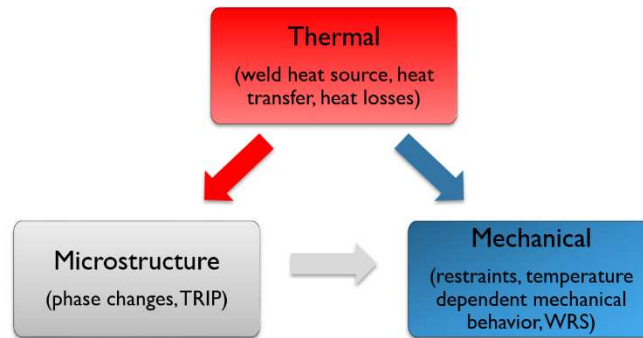 Thermal
(weld heat source, heat
transfer, heat losses)
Microstructure
(phase changes, TRIP)
Mechanical
(restraints, temperature
dependent mechanical
behavior, WRS)